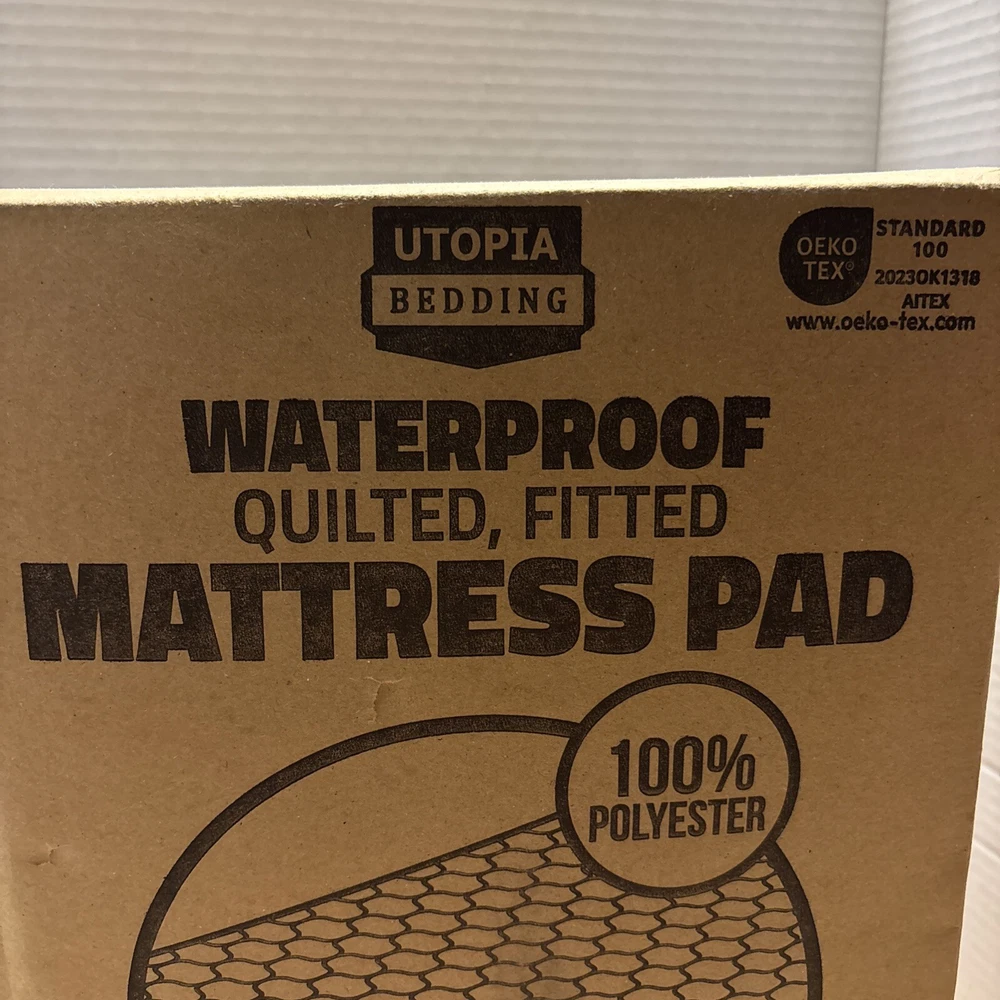 UTOPIA
BEDDING
OEKO
TEX®
STANDARD
100
2023OK1318
AITEX
www.oeko-tex.com
WATERPROOF
QUILTED, FITTED
MATTRESS PAD
100%
POLYESTER